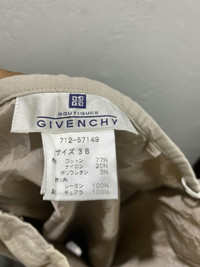 BOUTIQUES
GIVENCHY
712-57149
サイズ 38
コットン 77%
ナイロン 20%
ポリウレタン 3%
レーヨン 100%
キュプラ 100%